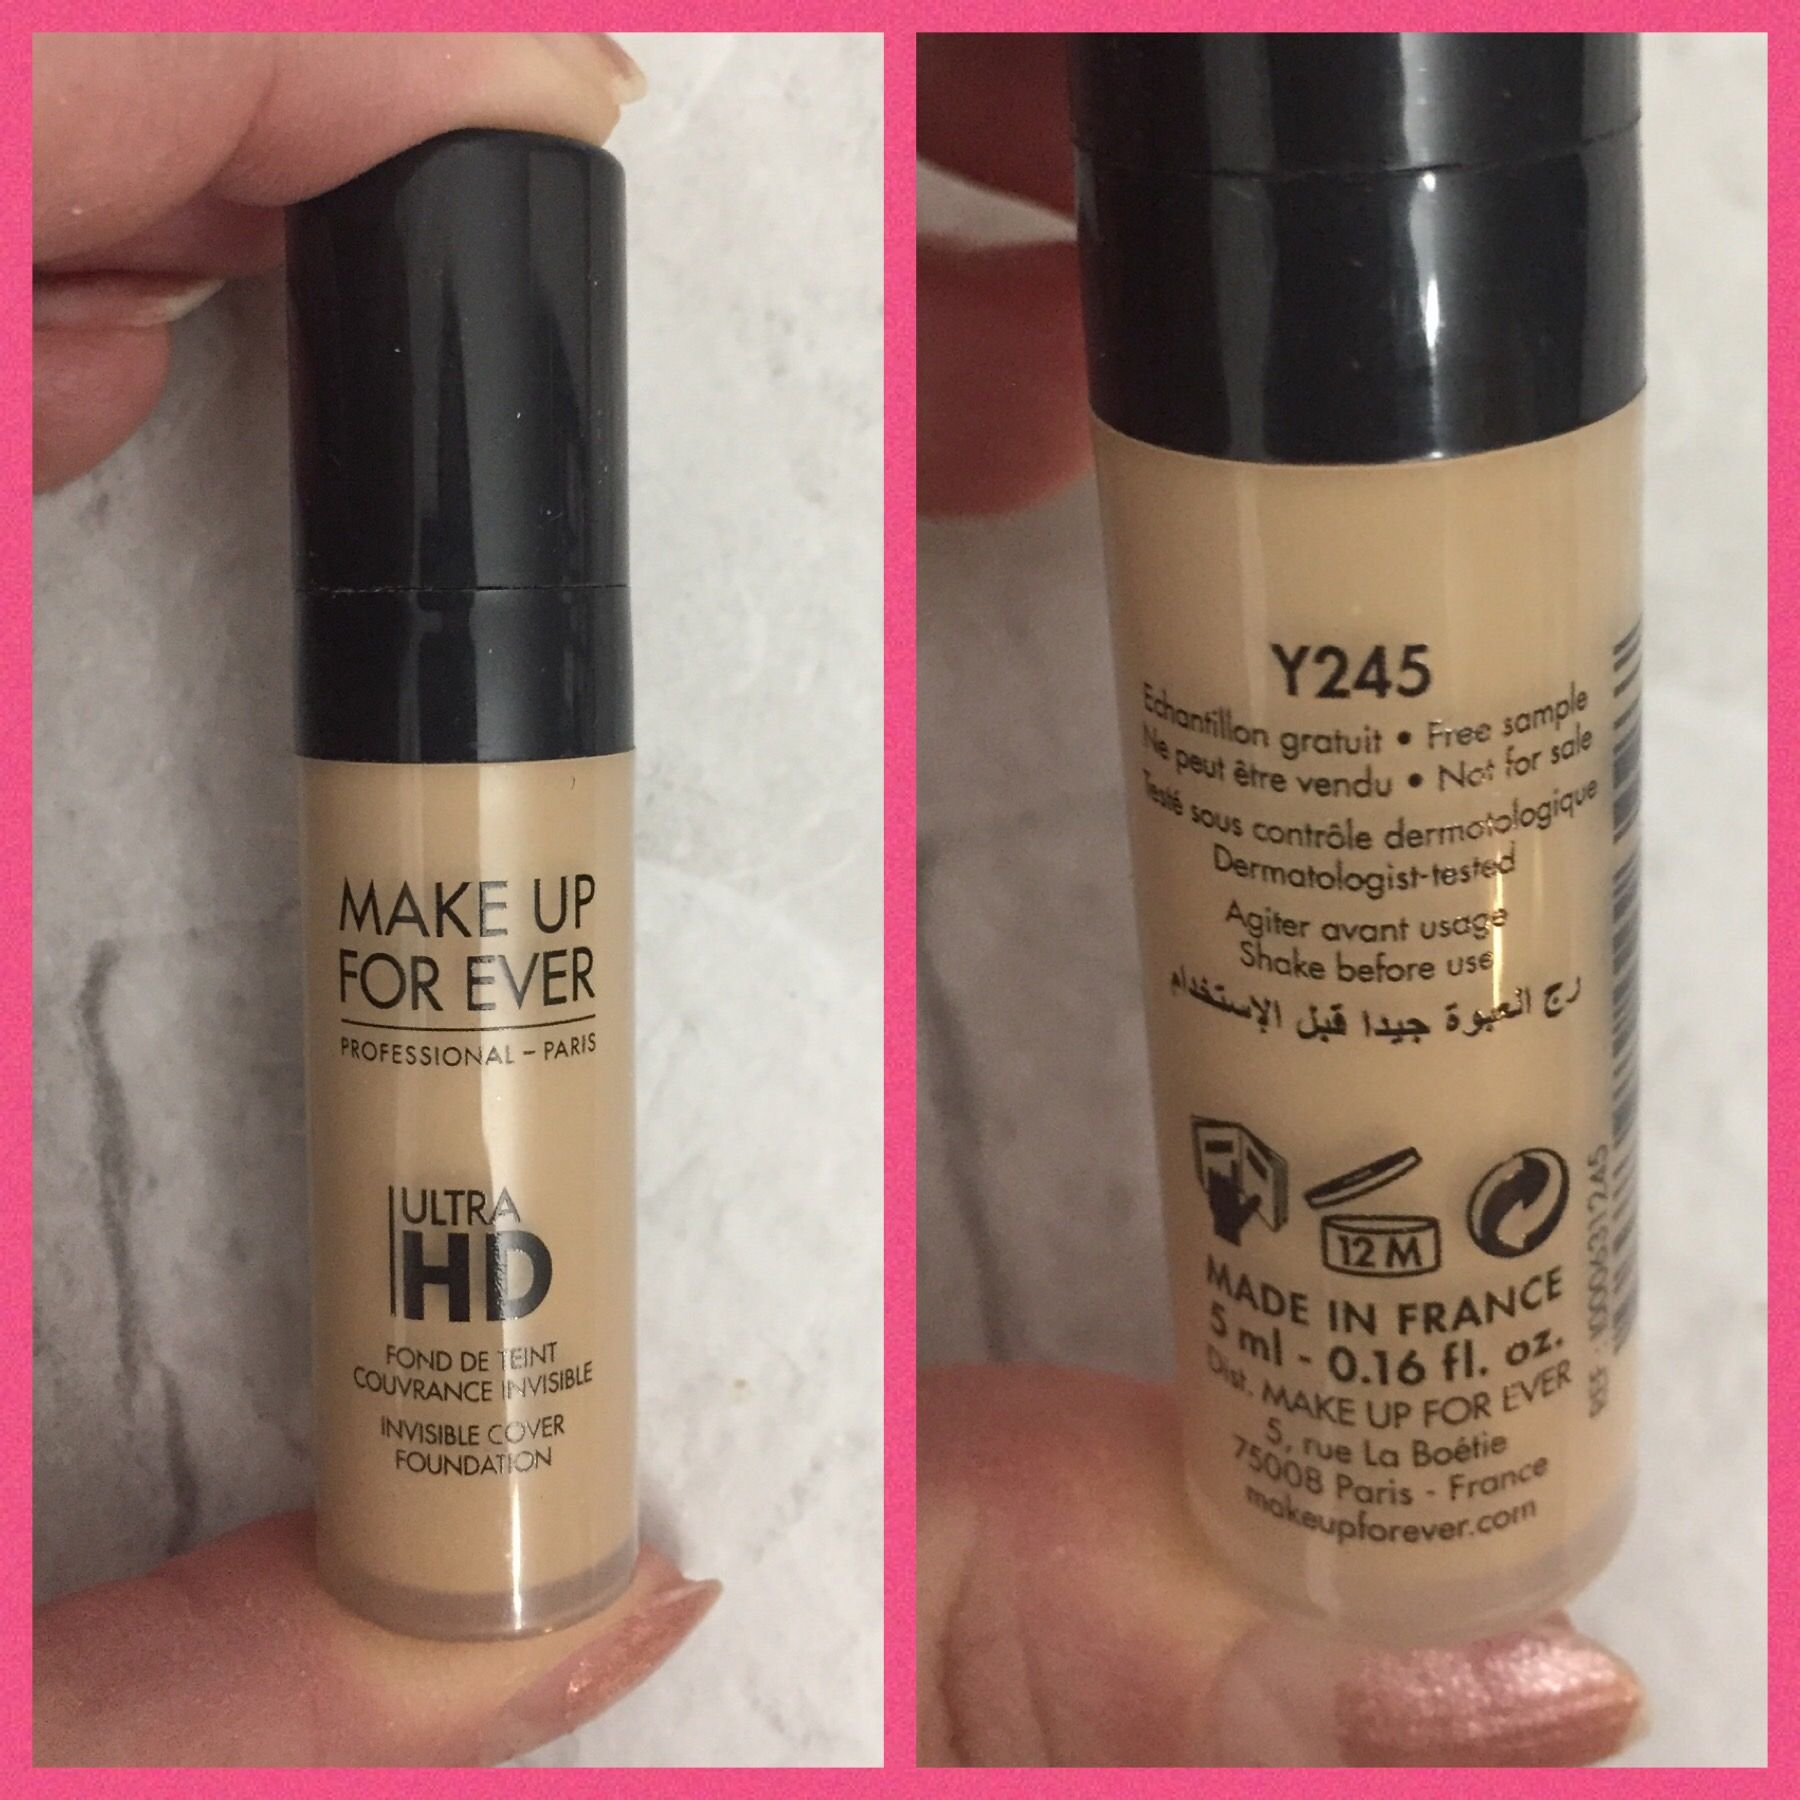 MAKE UP
FOR EVER
PROFESSIONAL – PARIS
ULTRA
HD
FOND DE TEINT
COUVRANCE INVISIBLE
INVISIBLE COVER
FOUNDATION
Y245
Echantillon gratuit • Free sample
Ne peut être vendu • Not for sale
Testé sous contrôle dermatologique
Dermatologist-tested
Agiter avant usage
Shake before use
رج العبوة جيدا قبل الإستخدام
12 M
MADE IN FRANCE
5 ml - 0.16 fl. oz.
Dist. MAKE UP FOR EVER
5, rue La Boétie
75008 Paris - France
makeupforever.com